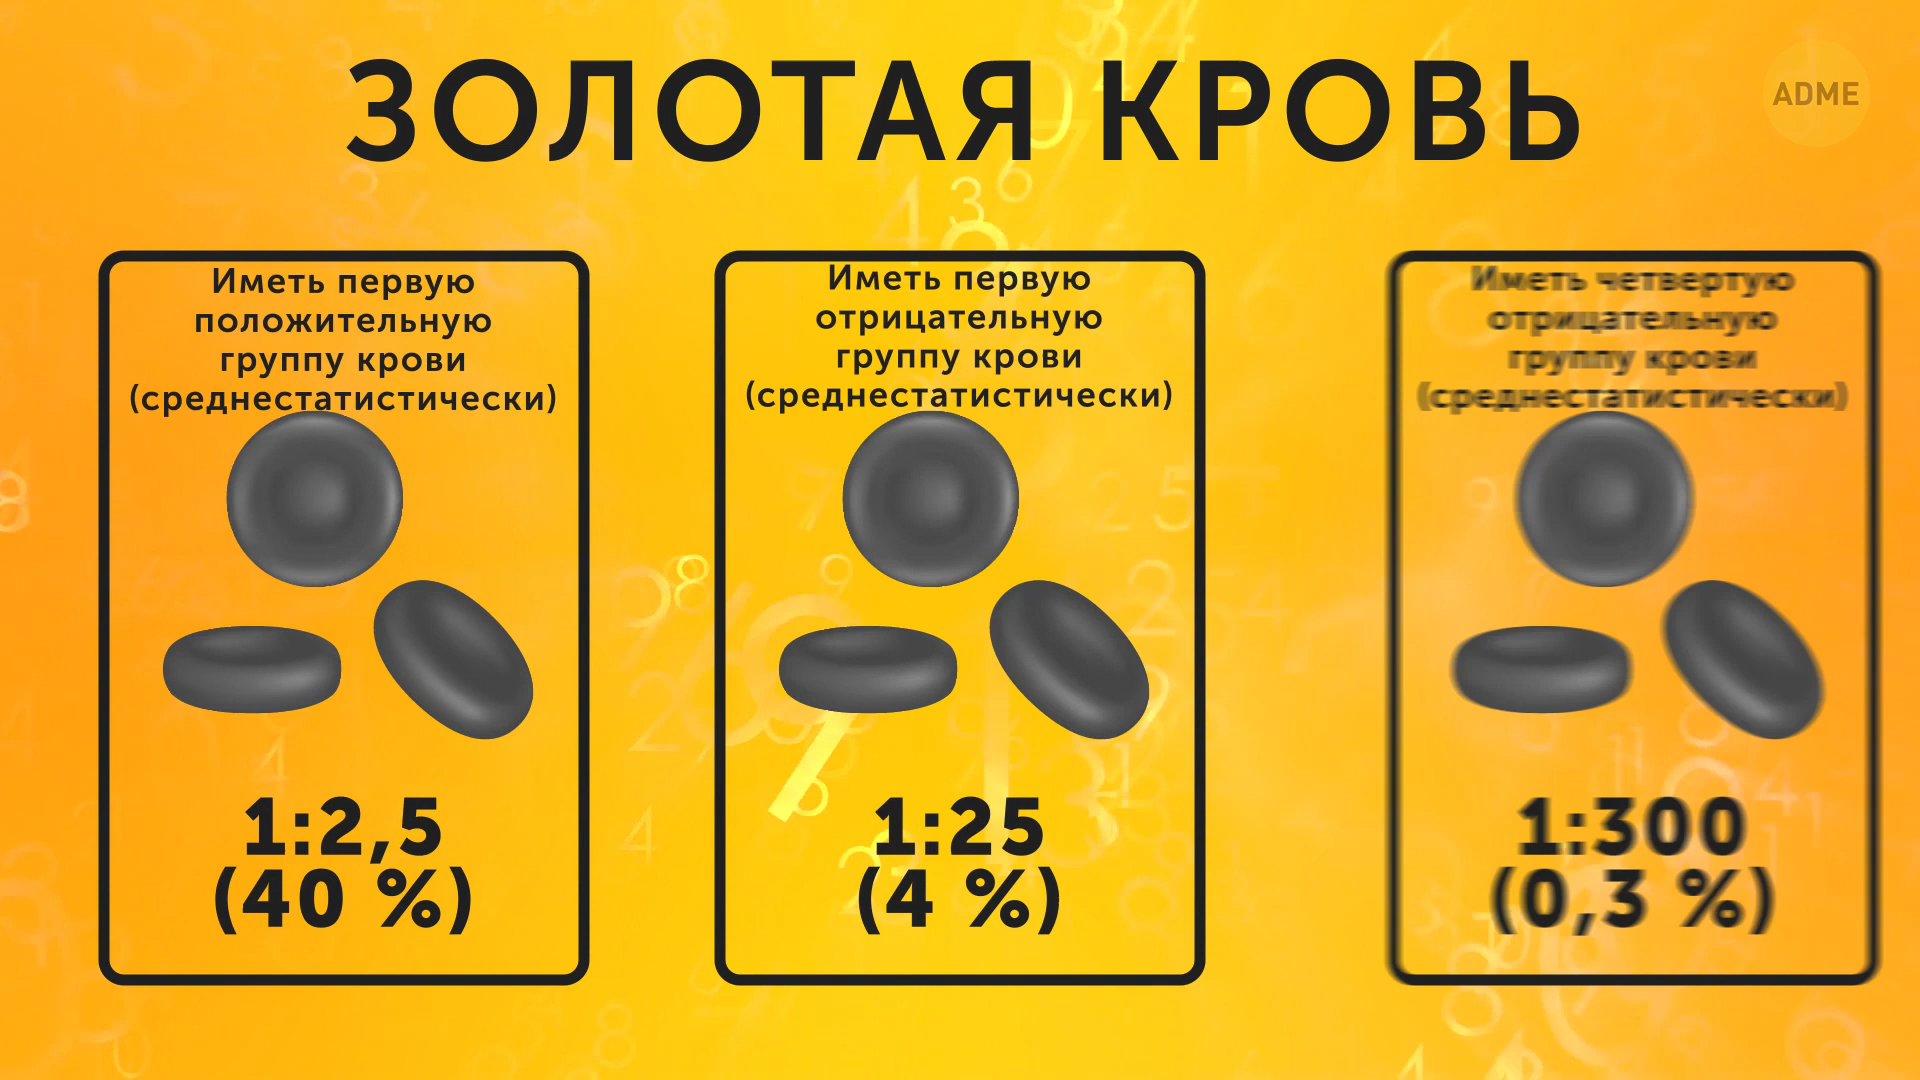 ЗОЛОТАЯ КРОВЬ
ADME
Иметь первую
положительную
группу крови
(среднестатистически)
1:2,5
(40 %)
Иметь первую
отрицательную
группу крови
(среднестатистически)
1:25
(4 %)
Иметь четвертую
отрицательную
группу крови
(среднестатистически)
1:300
(0,3 %)